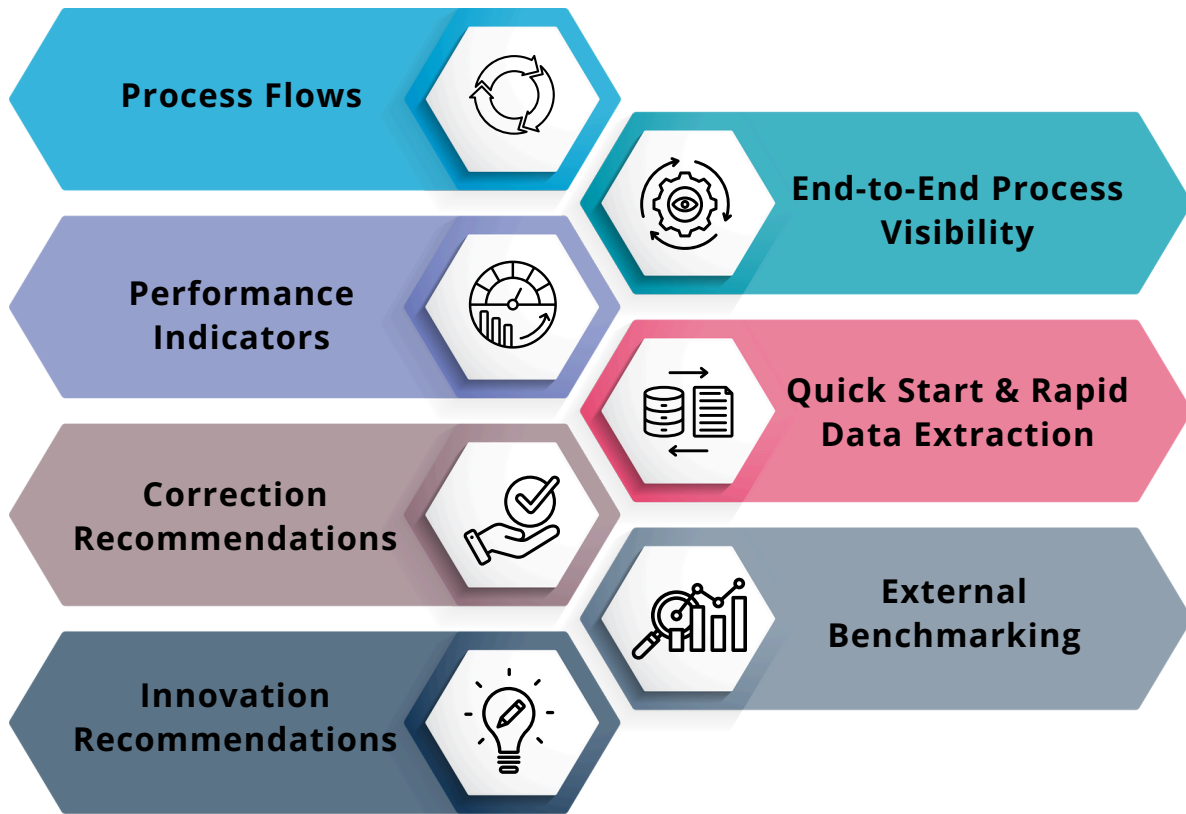 Process Flows
End-to-End Process
Visibility
Performance
Indicators
Quick Start & Rapid
Data Extraction
Correction
Recommendations
External
Benchmarking
Innovation
Recommendations